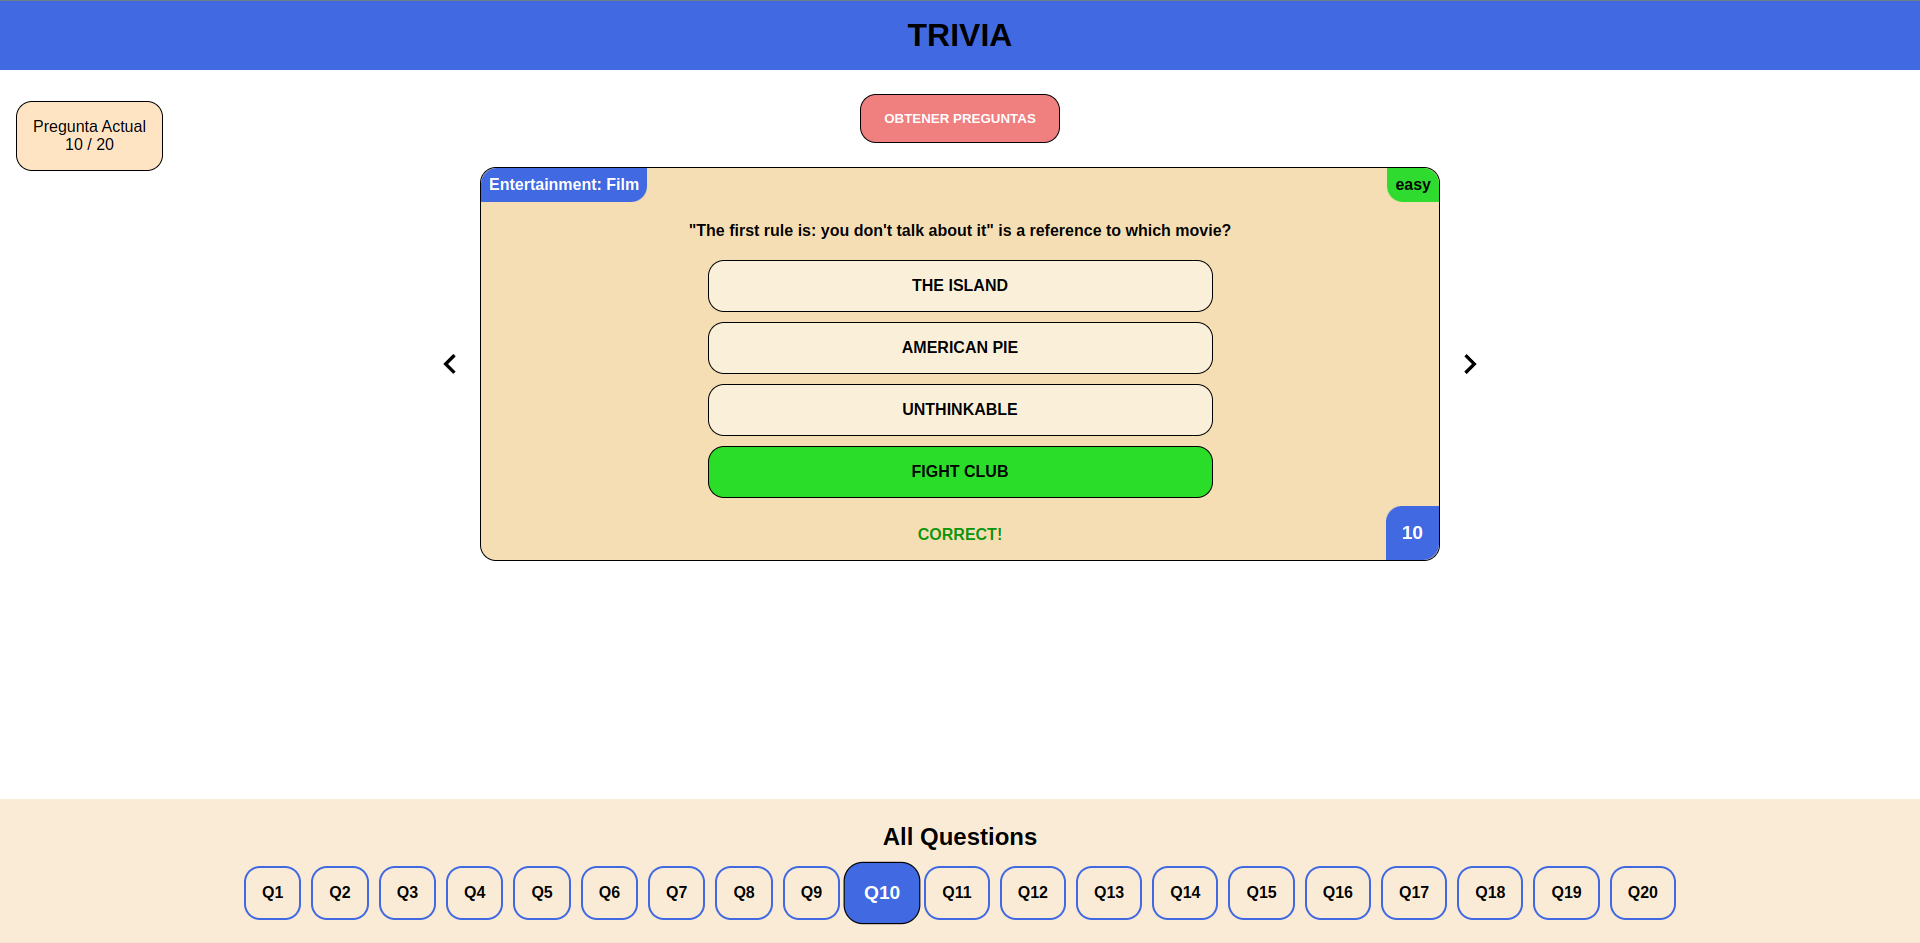 TRIVIA
Pregunta Actual
10 / 20
OBTENER PREGUNTAS
Entertainment: Film
easy
"The first rule is: you don't talk about it" is a reference to which movie?
THE ISLAND
AMERICAN PIE
UNTHINKABLE
FIGHT CLUB
CORRECT!
10
All Questions
Q1 Q2 Q3 Q4 Q5 Q6 Q7 Q8 Q9 Q10 Q11 Q12 Q13 Q14 Q15 Q16 Q17 Q18 Q19 Q20